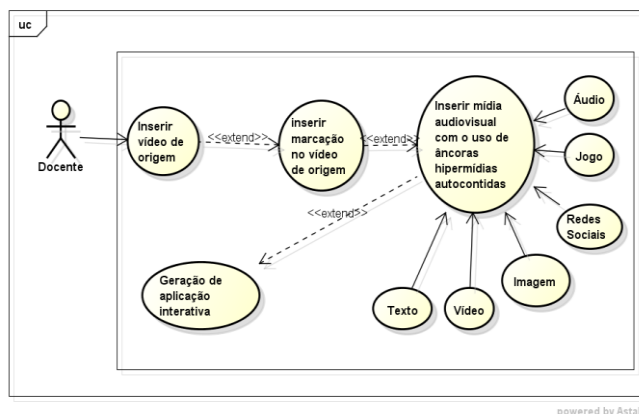 uc
Docente
Inserir
vídeo de
origem
<<extend>>
inserir
marcação
no vídeo
de origem
<<extend>>
Inserir mídia
audiovisual
com o uso de
âncoras
hipermídias
autocontidas
Áudio
Jogo
Redes
Sociais
Imagem
Vídeo
Texto
<<extend>>
Geração de
aplicação
interativa
powered by Asta